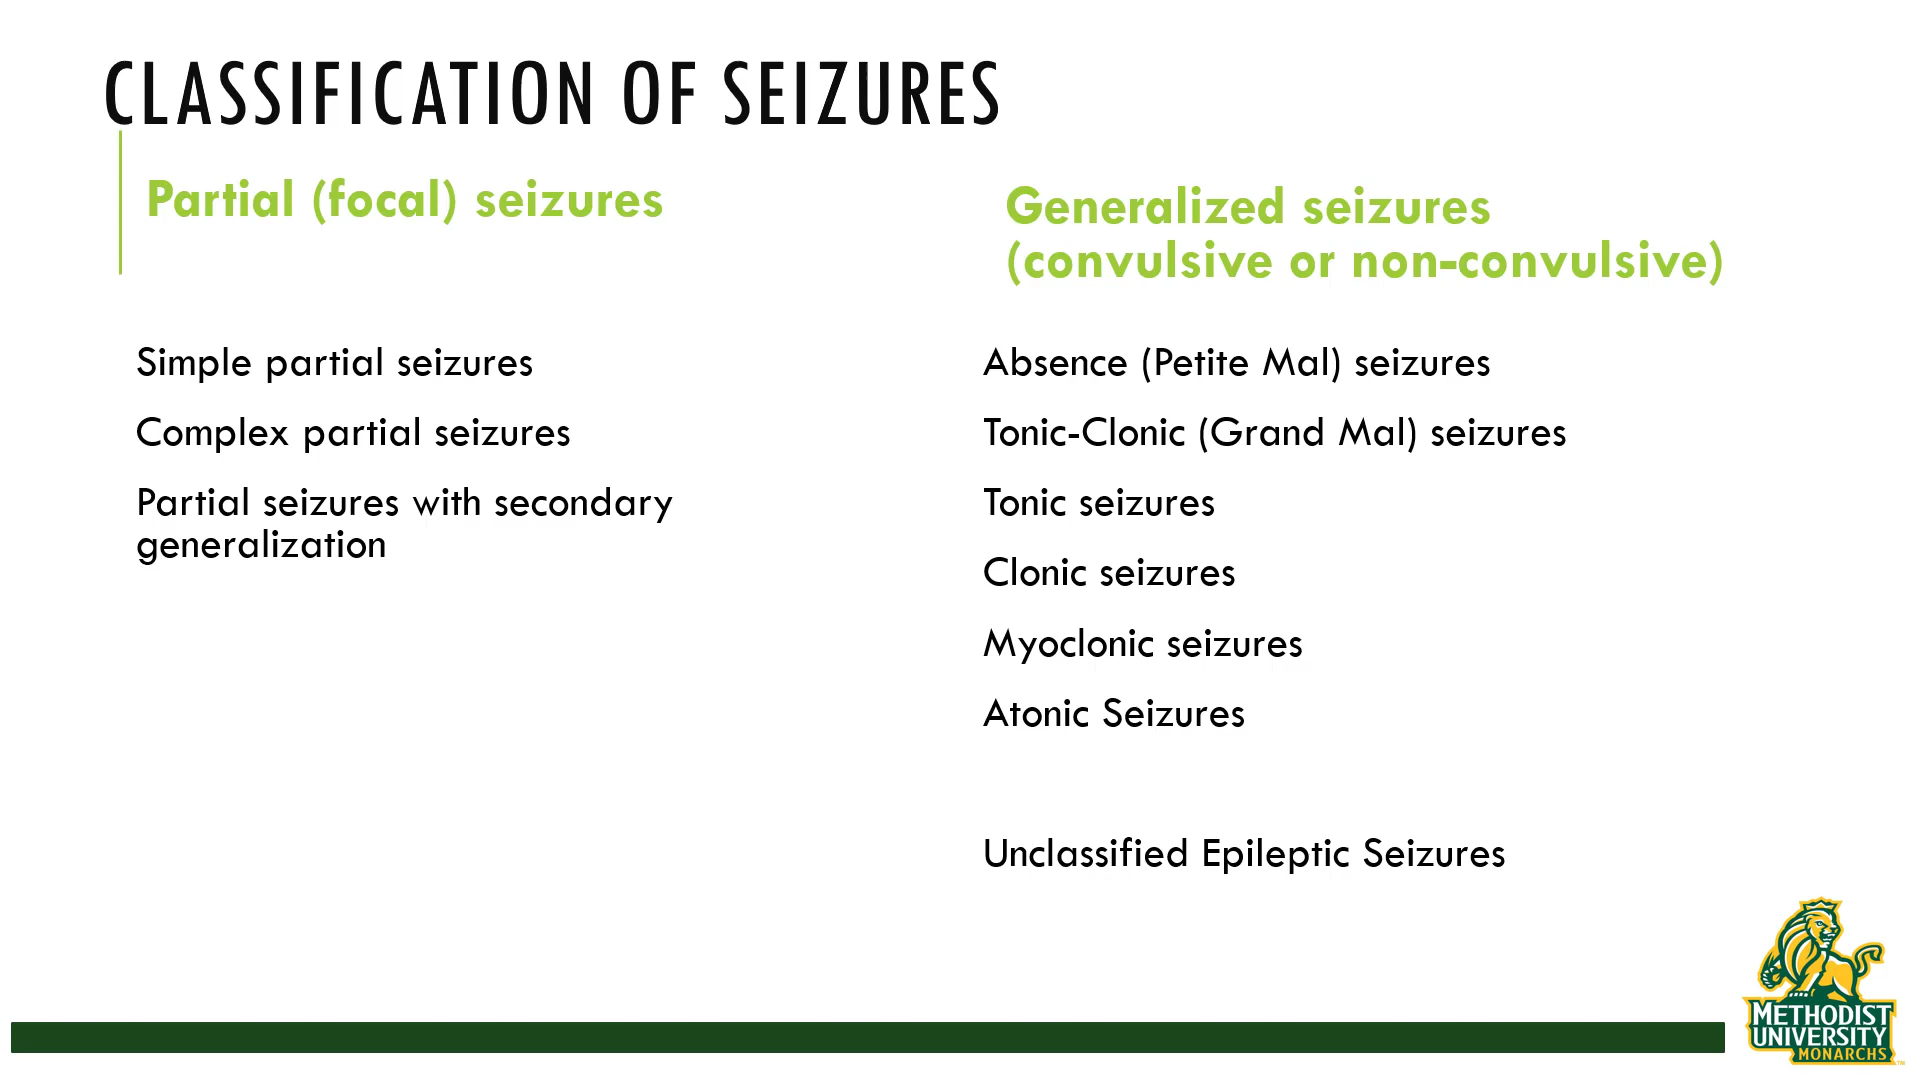 CLASSIFICATION OF SEIZURES
Partial (focal) seizures
Simple partial seizures
Complex partial seizures
Partial seizures with secondary
generalization
Generalized seizures
(convulsive or non-convulsive)
Absence (Petite Mal) seizures
Tonic-Clonic (Grand Mal) seizures
Tonic seizures
Clonic seizures
Myoclonic seizures
Atonic Seizures
Unclassified Epileptic Seizures
METHODIST
UNIVERSITY
MONARCHS
TM